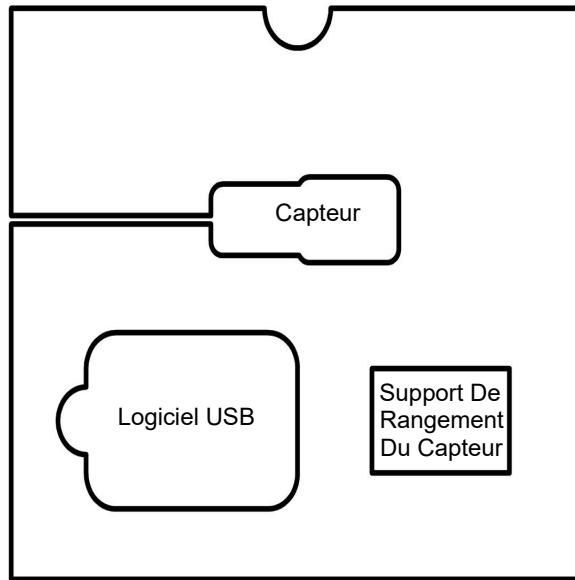 Capteur
Logiciel USB
Support De
Rangement
Du Capteur